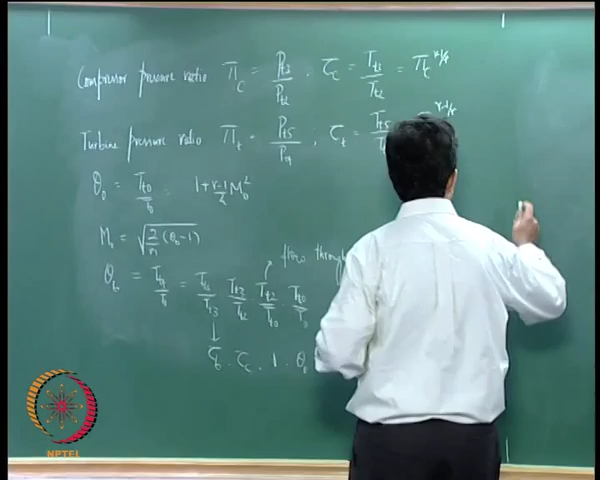 Compressor pressure ratio π_c = P_t3/P_t2 , τ_c = T_t3/T_t2 = π_c^(γ-1/γ)
Turbine pressure ratio π_t = P_t5/P_t4 , τ_t = T_t5/
θ_0 = T_t0/T_0 = 1 + γ-1/2 M_0^2
M_0 = √(2/γ-1 (θ_0 - 1))
flow through
θ_t = T_t4/T_0 = T_t4/T_t3 · T_t3/T_t2 · T_t2/T_t0 · T_t0/T_0
τ_b . τ_c . 1 . θ_0
NPTEL